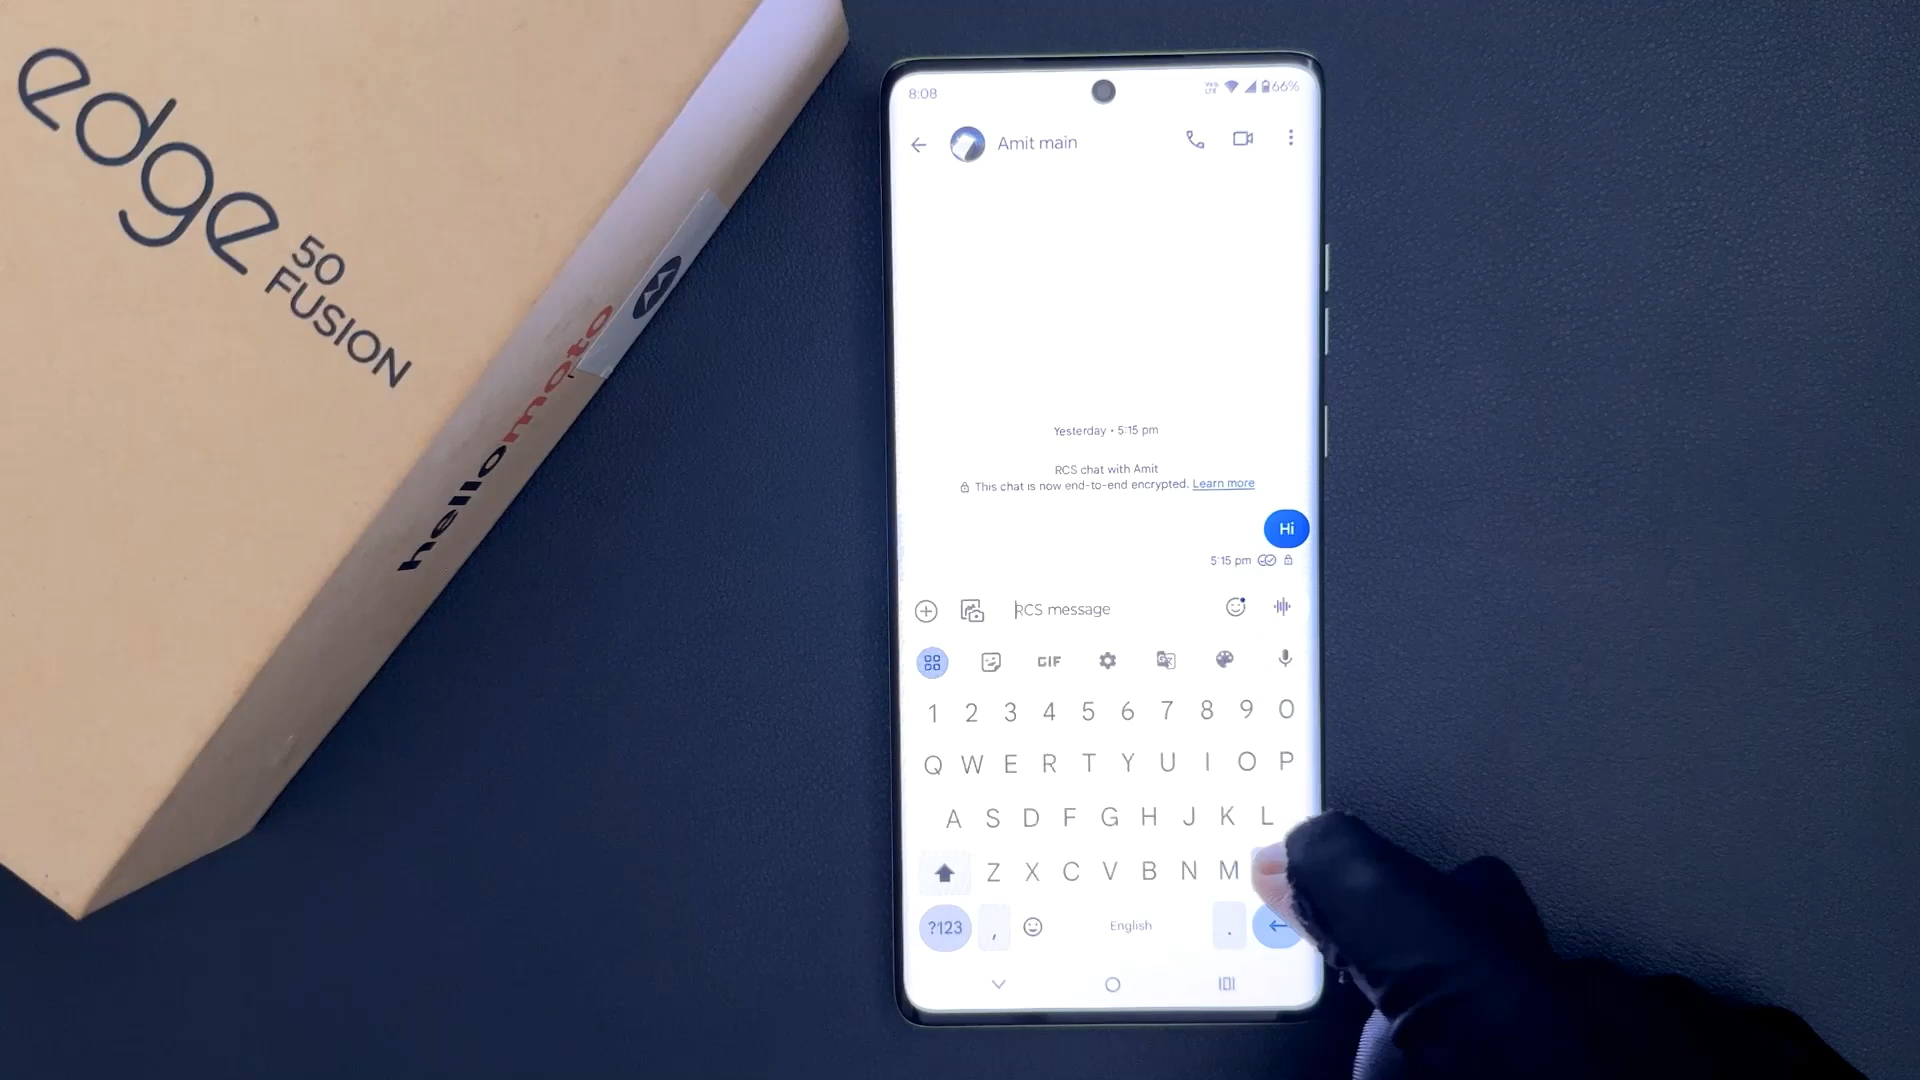 edge
50
FUSION
hellomoto
8:08
Vo LTE 66%
Amit main
Yesterday • 5:15 pm
RCS chat with Amit
This chat is now end-to-end encrypted. Learn more
Hi
5:15 pm
RCS message
GIF
1 2 3 4 5 6 7 8 9 0
Q W E R T Y U I O P
A S D F G H J K L
Z X C V B N M
?123 , English .